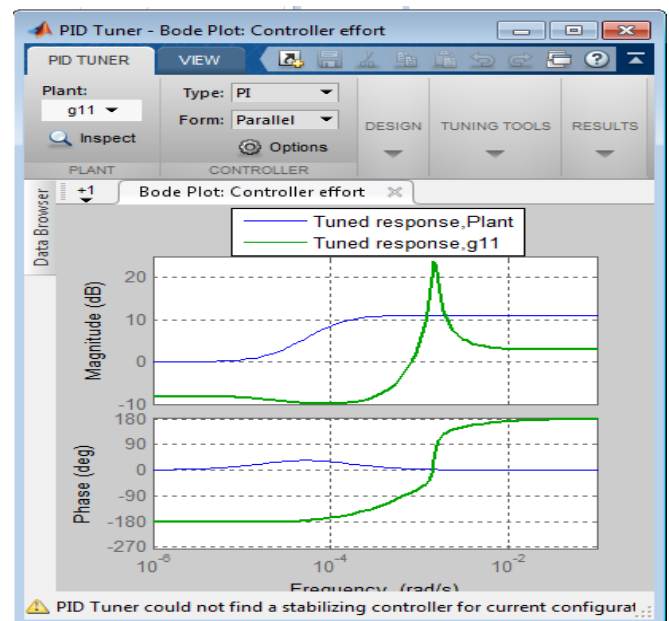 PID Tuner - Bode Plot: Controller effort
PID TUNER VIEW
Plant:
g11
Inspect
PLANT
Type: PI
Form: Parallel
Options
CONTROLLER
DESIGN
TUNING TOOLS
RESULTS
Data Browser
+1
Bode Plot: Controller effort
Tuned response,Plant
Tuned response,g11
Magnitude (dB)
20
10
0
-10
Phase (deg)
180
90
0
-90
-180
-270
10^-6 10^-4 10^-2
Frequency (rad/s)
PID Tuner could not find a stabilizing controller for current configurat